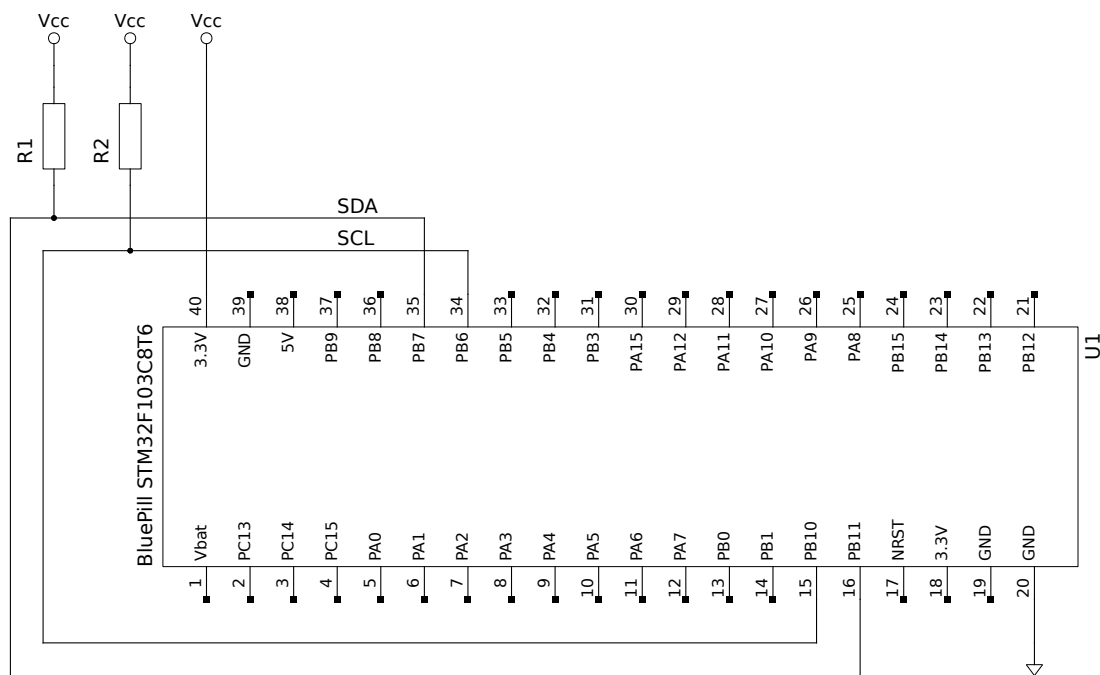 Vcc Vcc Vcc
R1
R2
SDA
SCL
40 39 38 37 36 35 34 33 32 31 30 29 28 27 26 25 24 23 22 21
3.3V GND 5V PB9 PB8 PB7 PB6 PB5 PB4 PB3 PA15 PA12 PA11 PA10 PA9 PA8 PB15 PB14 PB13 PB12
U1
BluePill STM32F103C8T6
Vbat PC13 PC14 PC15 PA0 PA1 PA2 PA3 PA4 PA5 PA6 PA7 PB0 PB1 PB10 PB11 NRST 3.3V GND GND
1 2 3 4 5 6 7 8 9 10 11 12 13 14 15 16 17 18 19 20